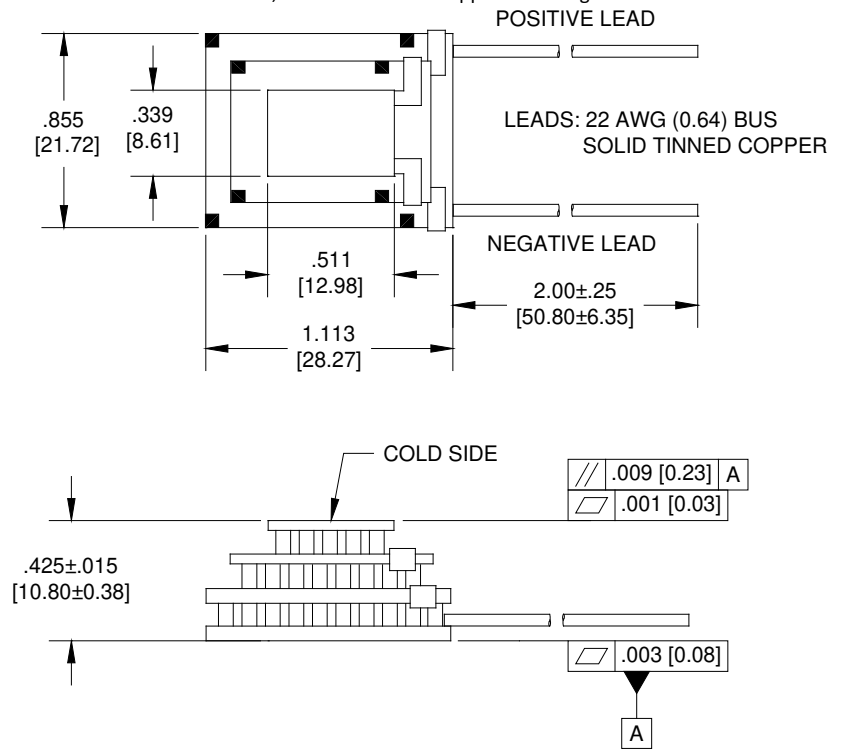 POSITIVE LEAD
.855
[21.72]
.339
[8.61]
LEADS: 22 AWG (0.64) BUS
SOLID TINNED COPPER
NEGATIVE LEAD
.511
[12.98]
2.00±.25
[50.80±6.35]
1.113
[28.27]
COLD SIDE
// .009 [0.23] A
.001 [0.03]
.425±.015
[10.80±0.38]
.003 [0.08]
A